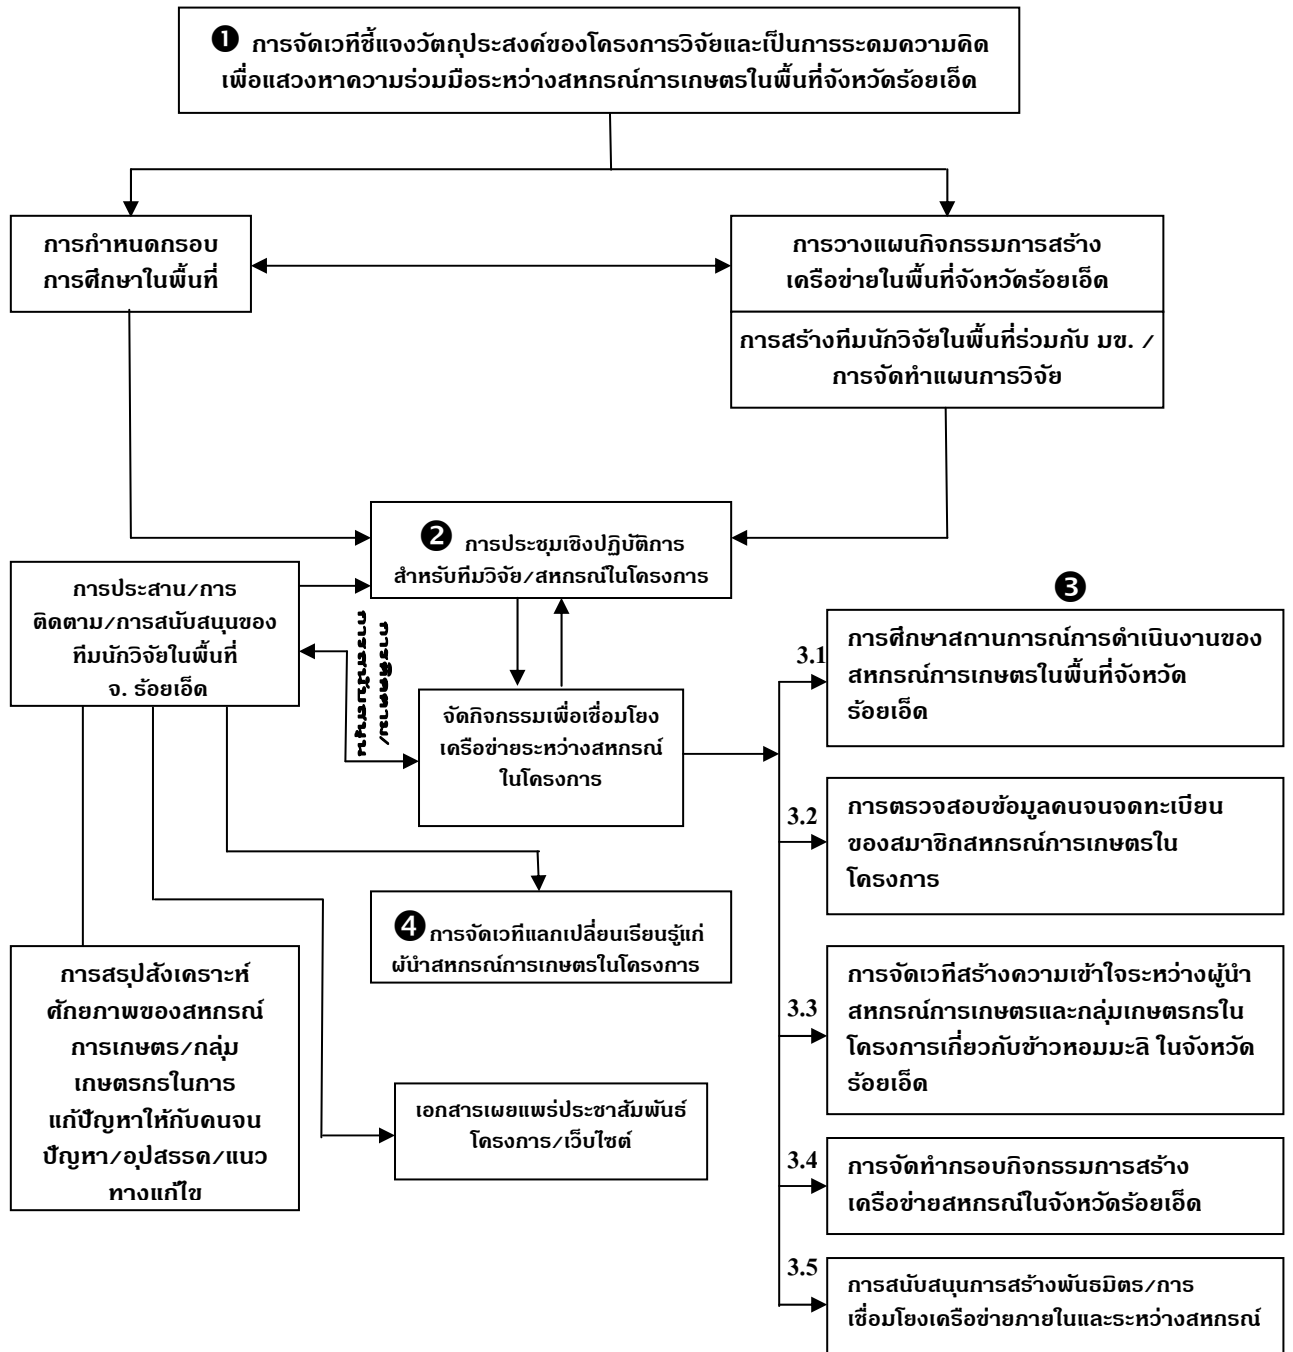 ❶ การจัดเวทีชี้แจงวัตถุประสงค์ของโครงการวิจัยและเป็นการระดมความคิด
เพื่อแสวงหาความร่วมมือระหว่างสหกรณ์การเกษตรในพื้นที่จังหวัดร้อยเอ็ด
การกำหนดกรอบ
การศึกษาในพื้นที่
การวางแผนกิจกรรมการสร้าง
เครือข่ายในพื้นที่จังหวัดร้อยเอ็ด
การสร้างทีมนักวิจัยในพื้นที่ร่วมกับ มข. /
การจัดทำแผนการวิจัย
❷ การประชุมเชิงปฏิบัติการ
สำหรับทีมวิจัย/สหกรณ์ในโครงการ
การประสาน/การ
ติดตาม/การสนับสนุนของ
ทีมนักวิจัยในพื้นที่
จ. ร้อยเอ็ด
การติดตาม/
การสนับสนุน
จัดกิจกรรมเพื่อเชื่อมโยง
เครือข่ายระหว่างสหกรณ์
ในโครงการ
❸
3.1
การศึกษาสถานการณ์การดำเนินงานของ
สหกรณ์การเกษตรในพื้นที่จังหวัด
ร้อยเอ็ด
3.2
การตรวจสอบข้อมูลคนจนจดทะเบียน
ของสมาชิกสหกรณ์การเกษตรใน
โครงการ
3.3
การจัดเวทีสร้างความเข้าใจระหว่างผู้นำ
สหกรณ์การเกษตรและกลุ่มเกษตรกรใน
โครงการเกี่ยวกับข้าวหอมมะลิ ในจังหวัด
ร้อยเอ็ด
3.4
การจัดทำกรอบกิจกรรมการสร้าง
เครือข่ายสหกรณ์ในจังหวัดร้อยเอ็ด
3.5
การสนับสนุนการสร้างพันธมิตร/การ
เชื่อมโยงเครือข่ายภายในและระหว่างสหกรณ์
❹ การจัดเวทีแลกเปลี่ยนเรียนรู้แก่
ผู้นำสหกรณ์การเกษตรในโครงการ
การสรุปสังเคราะห์
ศักยภาพของสหกรณ์
การเกษตร/กลุ่ม
เกษตรกรในการ
แก้ปัญหาให้กับคนจน
ปัญหา/อุปสรรค/แนว
ทางแก้ไข
เอกสารเผยแพร่ประชาสัมพันธ์
โครงการ/เว็บไซต์